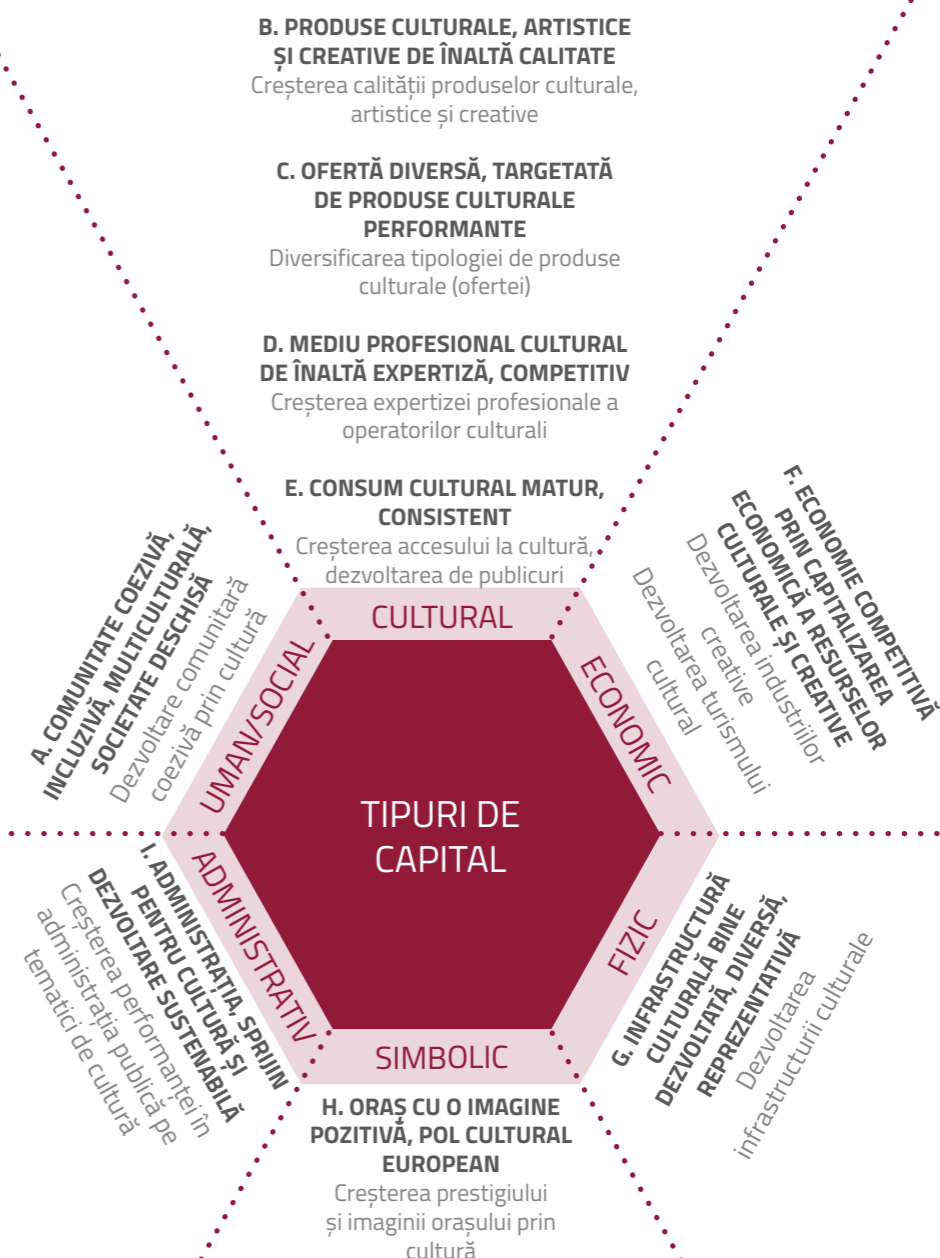 B. PRODUSE CULTURALE, ARTISTICE
ȘI CREATIVE DE ÎNALTĂ CALITATE
Creșterea calității produselor culturale,
artistice și creative
C. OFERTĂ DIVERSĂ, TARGETATĂ
DE PRODUSE CULTURALE
PERFORMANTE
Diversificarea tipologiei de produse
culturale (ofertei)
D. MEDIU PROFESIONAL CULTURAL
DE ÎNALTĂ EXPERTIZĂ, COMPETITIV
Creșterea expertizei profesionale a
operatorilor culturali
E. CONSUM CULTURAL MATUR,
CONSISTENT
Creșterea accesului la cultură,
dezvoltarea de publicuri
A. COMUNITATE COEZIVĂ,
INCLUZIVĂ, MULTICULTURALĂ,
SOCIETATE DESCHISĂ
Dezvoltare comunitară
coezivă prin cultură
F. ECONOMIE COMPETITIVĂ
PRIN CAPITALIZAREA
ECONOMICĂ A RESURSELOR
CULTURALE ȘI CREATIVE
Dezvoltarea industriilor
creative
Dezvoltarea turismului
cultural
CULTURAL
UMAN/SOCIAL
ECONOMIC
TIPURI DE
CAPITAL
ADMINISTRATIV
FIZIC
SIMBOLIC
I. ADMINISTRAȚIA, SPRIJIN
PENTRU CULTURĂ ȘI
DEZVOLTARE SUSTENABILĂ
Creșterea performanței în
administrația publică pe
tematici de cultură
G. INFRASTRUCTURĂ
CULTURALĂ BINE
DEZVOLTATĂ, DIVERSĂ,
REPREZENTATIVĂ
Dezvoltarea
infrastructurii culturale
H. ORAȘ CU O IMAGINE
POZITIVĂ, POL CULTURAL
EUROPEAN
Creșterea prestigiului
și imaginii orașului prin
cultură